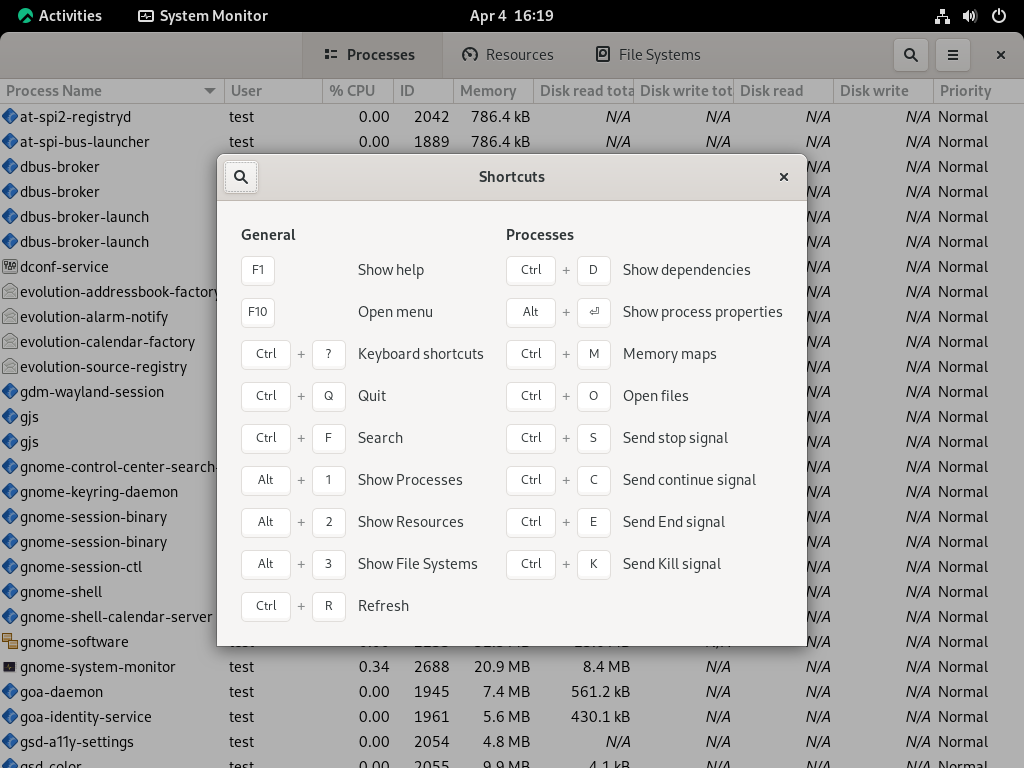 Activities System Monitor Apr 4 16:19
Processes Resources File Systems
Process Name User % CPU ID Memory Disk read tota Disk write tot Disk read Disk write Priority
at-spi2-registryd test 0.00 2042 786.4 kB N/A N/A N/A N/A Normal
at-spi-bus-launcher test 0.00 1889 786.4 kB N/A N/A N/A N/A Normal
dbus-broker N/A N/A Normal
dbus-broker N/A N/A Normal
dbus-broker-launch N/A N/A Normal
dbus-broker-launch N/A N/A Normal
dconf-service N/A N/A Normal
evolution-addressbook-factory N/A N/A Normal
evolution-alarm-notify N/A N/A Normal
evolution-calendar-factory N/A N/A Normal
evolution-source-registry N/A N/A Normal
gdm-wayland-session N/A N/A Normal
gjs N/A N/A Normal
gjs N/A N/A Normal
gnome-control-center-search- N/A N/A Normal
gnome-keyring-daemon N/A N/A Normal
gnome-session-binary N/A N/A Normal
gnome-session-binary N/A N/A Normal
gnome-session-ctl N/A N/A Normal
gnome-shell N/A N/A Normal
gnome-shell-calendar-server N/A N/A Normal
gnome-software N/A N/A Normal
gnome-system-monitor test 0.34 2688 20.9 MB 8.4 MB N/A N/A N/A Normal
goa-daemon test 0.00 1945 7.4 MB 561.2 kB N/A N/A N/A Normal
goa-identity-service test 0.00 1961 5.6 MB 430.1 kB N/A N/A N/A Normal
gsd-a11y-settings test 0.00 2054 4.8 MB N/A N/A N/A N/A Normal
gsd-color test 0.00 2055 9.9 MB 4.1 kB N/A N/A N/A Normal
Shortcuts
General
F1 Show help
F10 Open menu
Ctrl + ? Keyboard shortcuts
Ctrl + Q Quit
Ctrl + F Search
Alt + 1 Show Processes
Alt + 2 Show Resources
Alt + 3 Show File Systems
Ctrl + R Refresh
Processes
Ctrl + D Show dependencies
Alt + ⏎ Show process properties
Ctrl + M Memory maps
Ctrl + O Open files
Ctrl + S Send stop signal
Ctrl + C Send continue signal
Ctrl + E Send End signal
Ctrl + K Send Kill signal